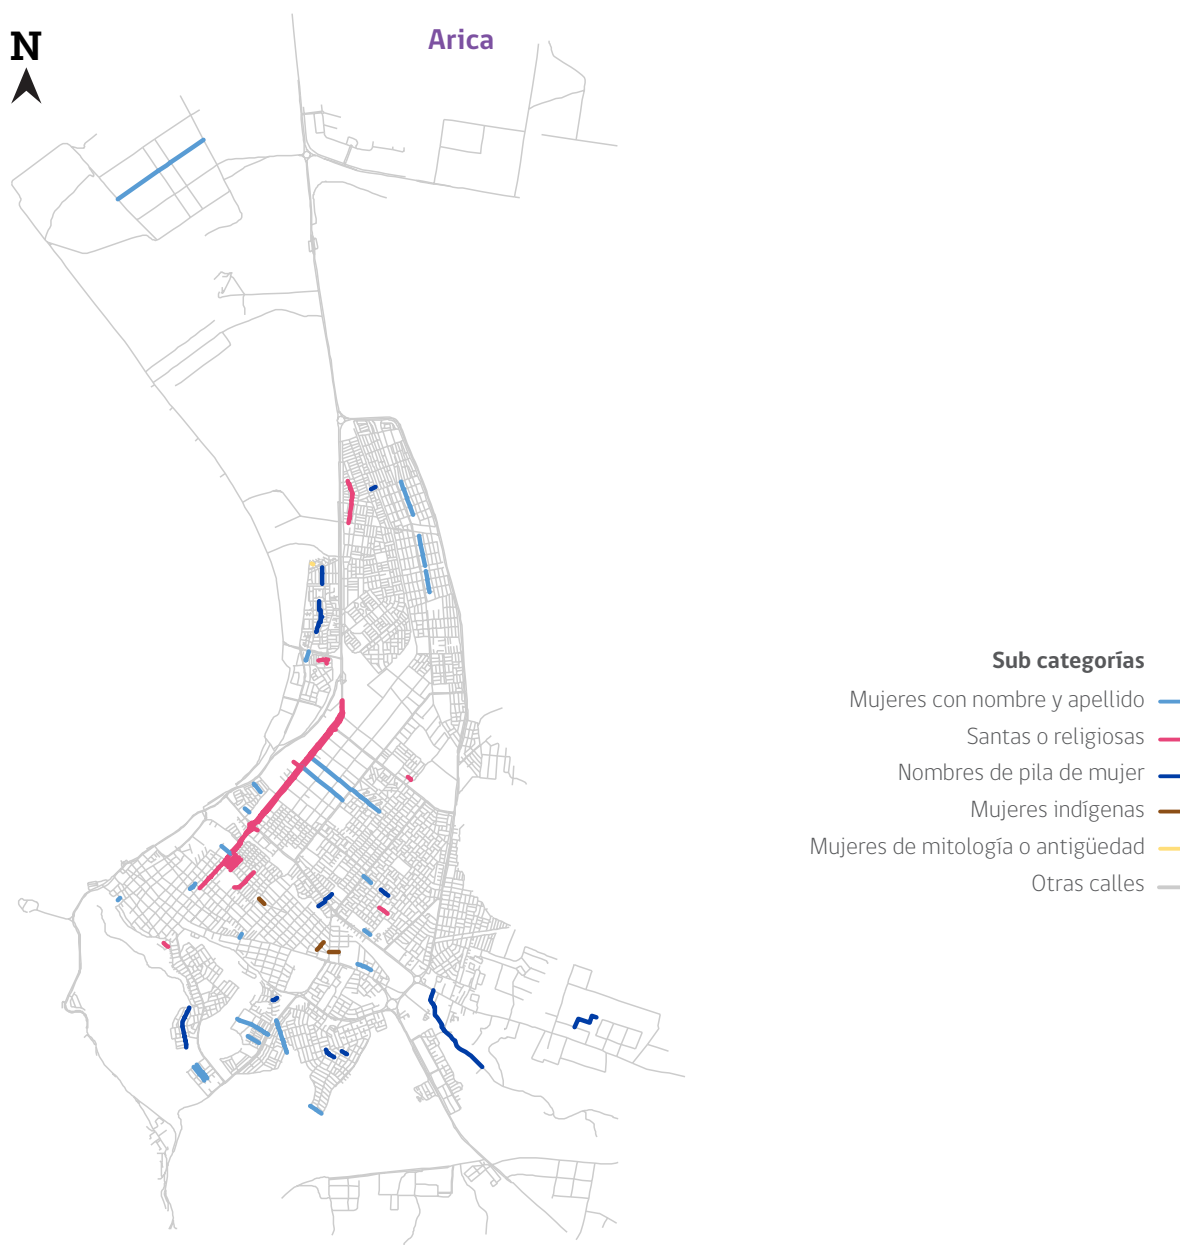 N
Arica
Sub categorías
Mujeres con nombre y apellido
Santas o religiosas
Nombres de pila de mujer
Mujeres indígenas
Mujeres de mitología o antigüedad
Otras calles